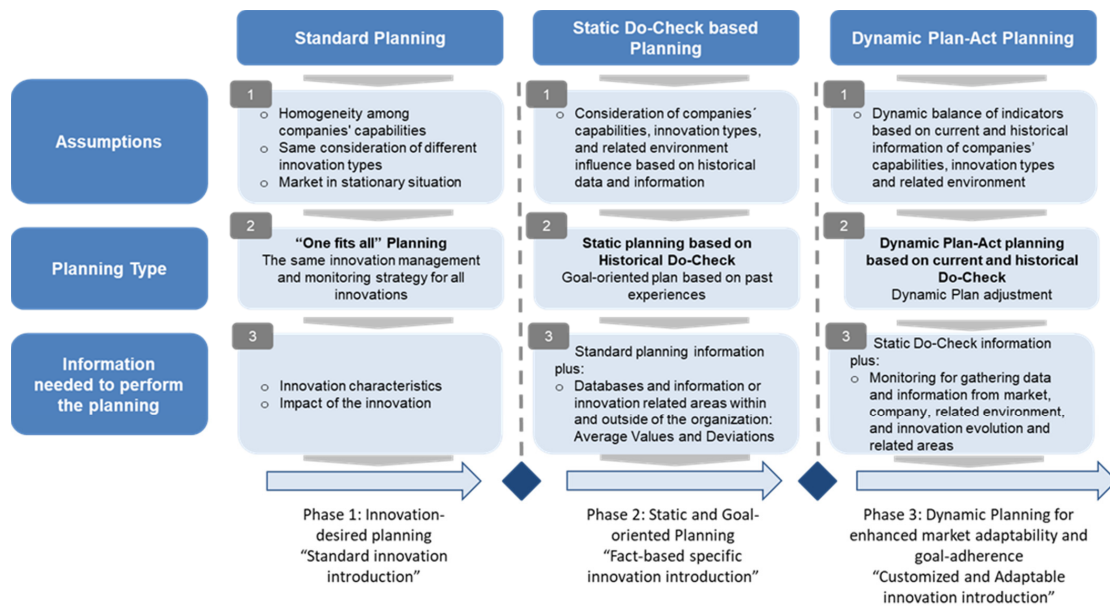 Standard Planning
Static Do-Check based
Planning
Dynamic Plan-Act Planning
Assumptions
1
o Homogeneity among
companies' capabilities
o Same consideration of different
innovation types
o Market in stationary situation
1
o Consideration of companies´
capabilities, innovation types,
and related environment
influence based on historical
data and information
1
o Dynamic balance of indicators
based on current and historical
information of companies'
capabilities, innovation types
and related environment
Planning Type
2
“One fits all” Planning
The same innovation management
and monitoring strategy for all
innovations
2
Static planning based on
Historical Do-Check
Goal-oriented plan based on past
experiences
2
Dynamic Plan-Act planning
based on current and historical
Do-Check
Dynamic Plan adjustment
Information
needed to perform
the planning
3
o Innovation characteristics
o Impact of the innovation
3
Standard planning information
plus:
o Databases and information or
innovation related areas within
and outside of the organization:
Average Values and Deviations
3
Static Do-Check information
plus:
o Monitoring for gathering data
and information from market,
company, related environment,
and innovation evolution and
related areas
Phase 1: Innovation-
desired planning
“Standard innovation
introduction”
Phase 2: Static and Goal-
oriented Planning
“Fact-based specific
innovation introduction”
Phase 3: Dynamic Planning for
enhanced market adaptability and
goal-adherence
“Customized and Adaptable
innovation introduction”